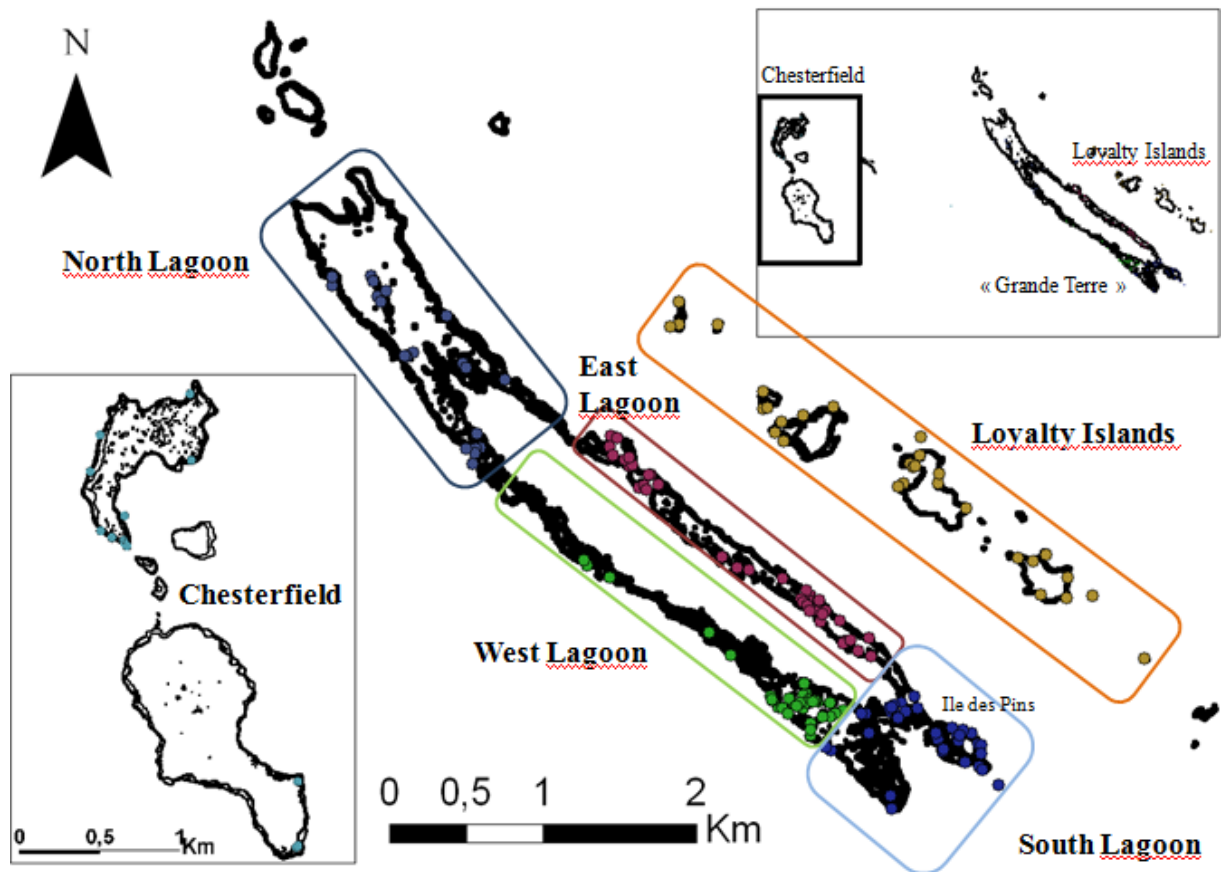 N
Chesterfield
Loyalty Islands
« Grande Terre »
North Lagoon
East
Lagoon
Loyalty Islands
Chesterfield
West Lagoon
Ile des Pins
South Lagoon
0 0,5 1 2
Km
0 0,5 1
Km